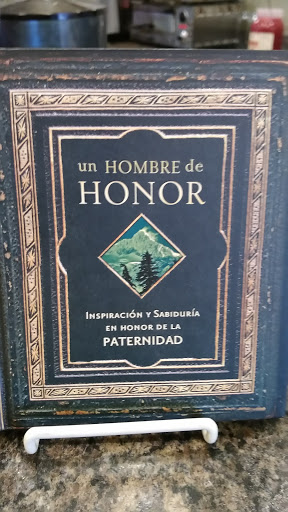 un HOMBRE de
HONOR
INSPIRACIÓN Y SABIDURÍA
EN HONOR DE LA
PATERNIDAD